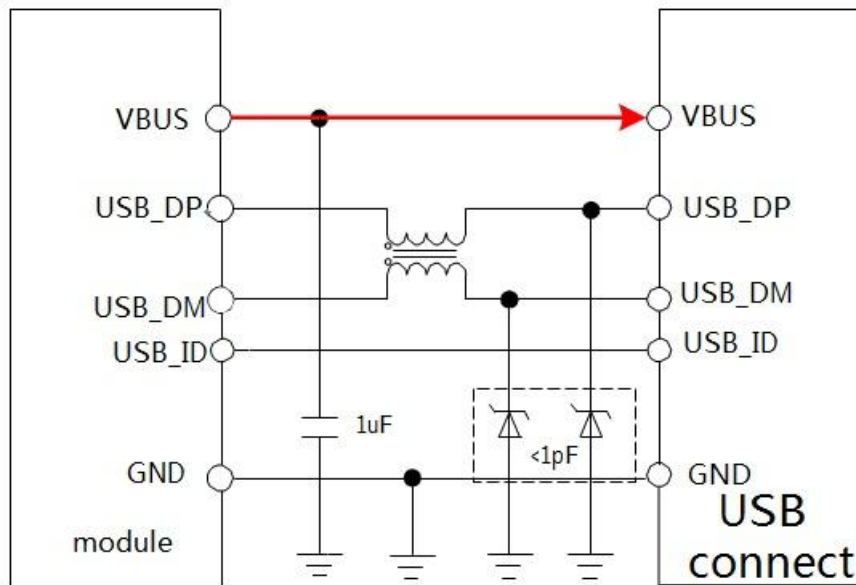 VBUS
VBUS
USB_DP
USB_DP
USB_DM
USB_DM
USB_ID
USB_ID
1uF
<1pF
GND
GND
module
USB
connect